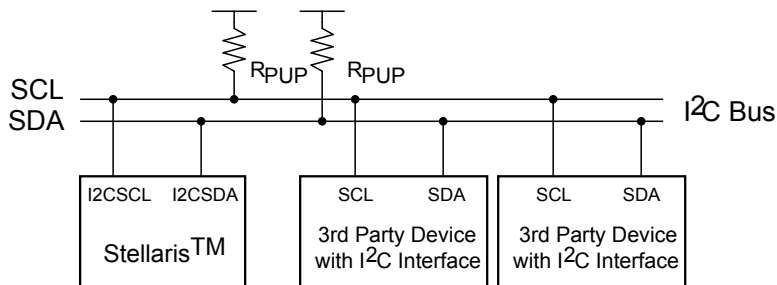 RPUP RPUP
SCL
SDA
I²C Bus
I2CSCL I2CSDA
Stellaris™
SCL SDA
3rd Party Device
with I²C Interface
SCL SDA
3rd Party Device
with I²C Interface